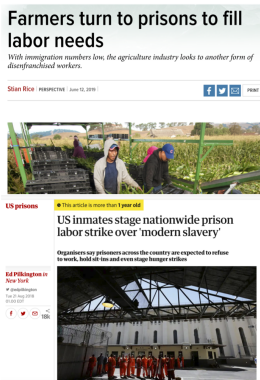 Farmers turn to prisons to fill
labor needs
With immigration numbers low, the agriculture industry looks to another form of
disenfranchised workers.
Stian Rice | PERSPECTIVE | June 12, 2019 |
PRINT
US prisons
This article is more than 1 year old
US inmates stage nationwide prison
labor strike over 'modern slavery'
Organisers say prisoners across the country are expected to refuse
to work, hold sit-ins and even stage hunger strikes
Ed Pilkington in
New York
@edpilkington
Tue 21 Aug 2018